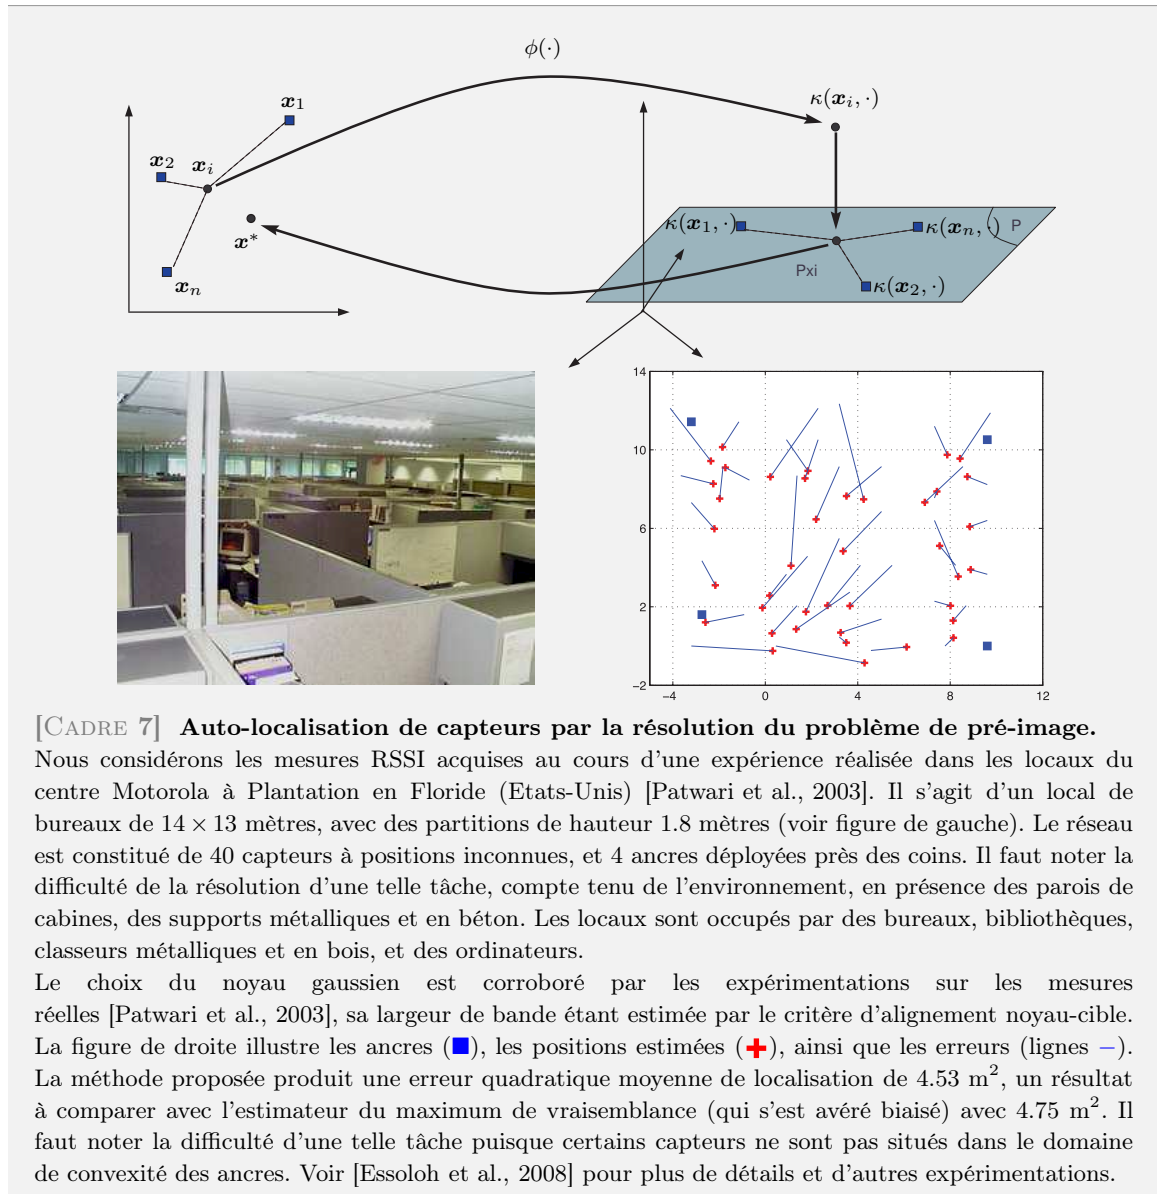 ϕ(·)
x1
κ(xi, ·)
x2
xi
κ(x1, ·)
κ(xn, ·)
P
x*
Pxi
κ(x2, ·)
xn
14
10
6
2
−2
−4
0
4
8
12
[CADRE 7] Auto-localisation de capteurs par la résolution du problème de pré-image.
Nous considérons les mesures RSSI acquises au cours d'une expérience réalisée dans les locaux du
centre Motorola à Plantation en Floride (Etats-Unis) [Patwari et al., 2003]. Il s'agit d'un local de
bureaux de 14 × 13 mètres, avec des partitions de hauteur 1.8 mètres (voir figure de gauche). Le réseau
est constitué de 40 capteurs à positions inconnues, et 4 ancres déployées près des coins. Il faut noter la
difficulté de la résolution d'une telle tâche, compte tenu de l'environnement, en présence des parois de
cabines, des supports métalliques et en béton. Les locaux sont occupés par des bureaux, bibliothèques,
classeurs métalliques et en bois, et des ordinateurs.
Le choix du noyau gaussien est corroboré par les expérimentations sur les mesures
réelles [Patwari et al., 2003], sa largeur de bande étant estimée par le critère d'alignement noyau-cible.
La figure de droite illustre les ancres (■), les positions estimées (+), ainsi que les erreurs (lignes −).
La méthode proposée produit une erreur quadratique moyenne de localisation de 4.53 m², un résultat
à comparer avec l'estimateur du maximum de vraisemblance (qui s'est avéré biaisé) avec 4.75 m². Il
faut noter la difficulté d'une telle tâche puisque certains capteurs ne sont pas situés dans le domaine
de convexité des ancres. Voir [Essoloh et al., 2008] pour plus de détails et d'autres expérimentations.